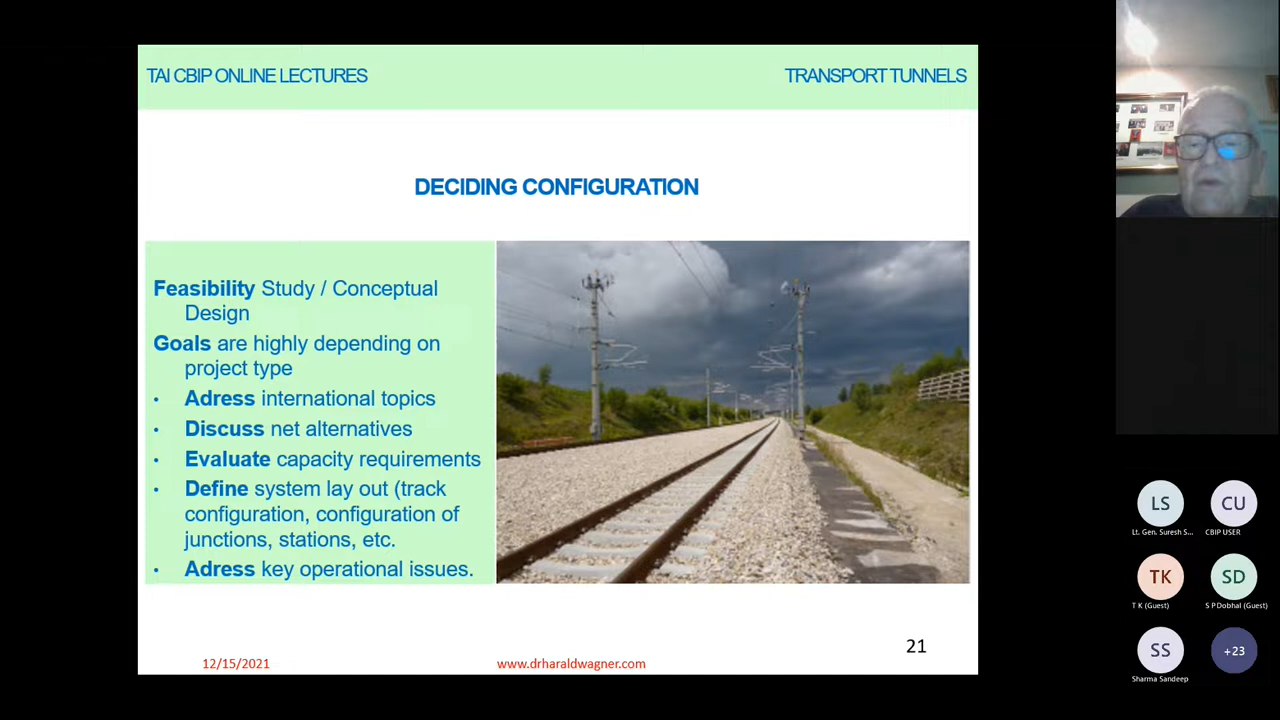 TAI CBIP ONLINE LECTURES
TRANSPORT TUNNELS
DECIDING CONFIGURATION
Feasibility Study / Conceptual
Design
Goals are highly depending on
project type
• Adress international topics
• Discuss net alternatives
• Evaluate capacity requirements
• Define system lay out (track
configuration, configuration of
junctions, stations, etc.
• Adress key operational issues.
12/15/2021
www.drharaldwagner.com
21
LS
CU
Lt. Gen. Suresh S...
CBIP USER
TK
SD
T K (Guest)
S P Dobhal (Guest)
SS
+23
Sharma Sandeep